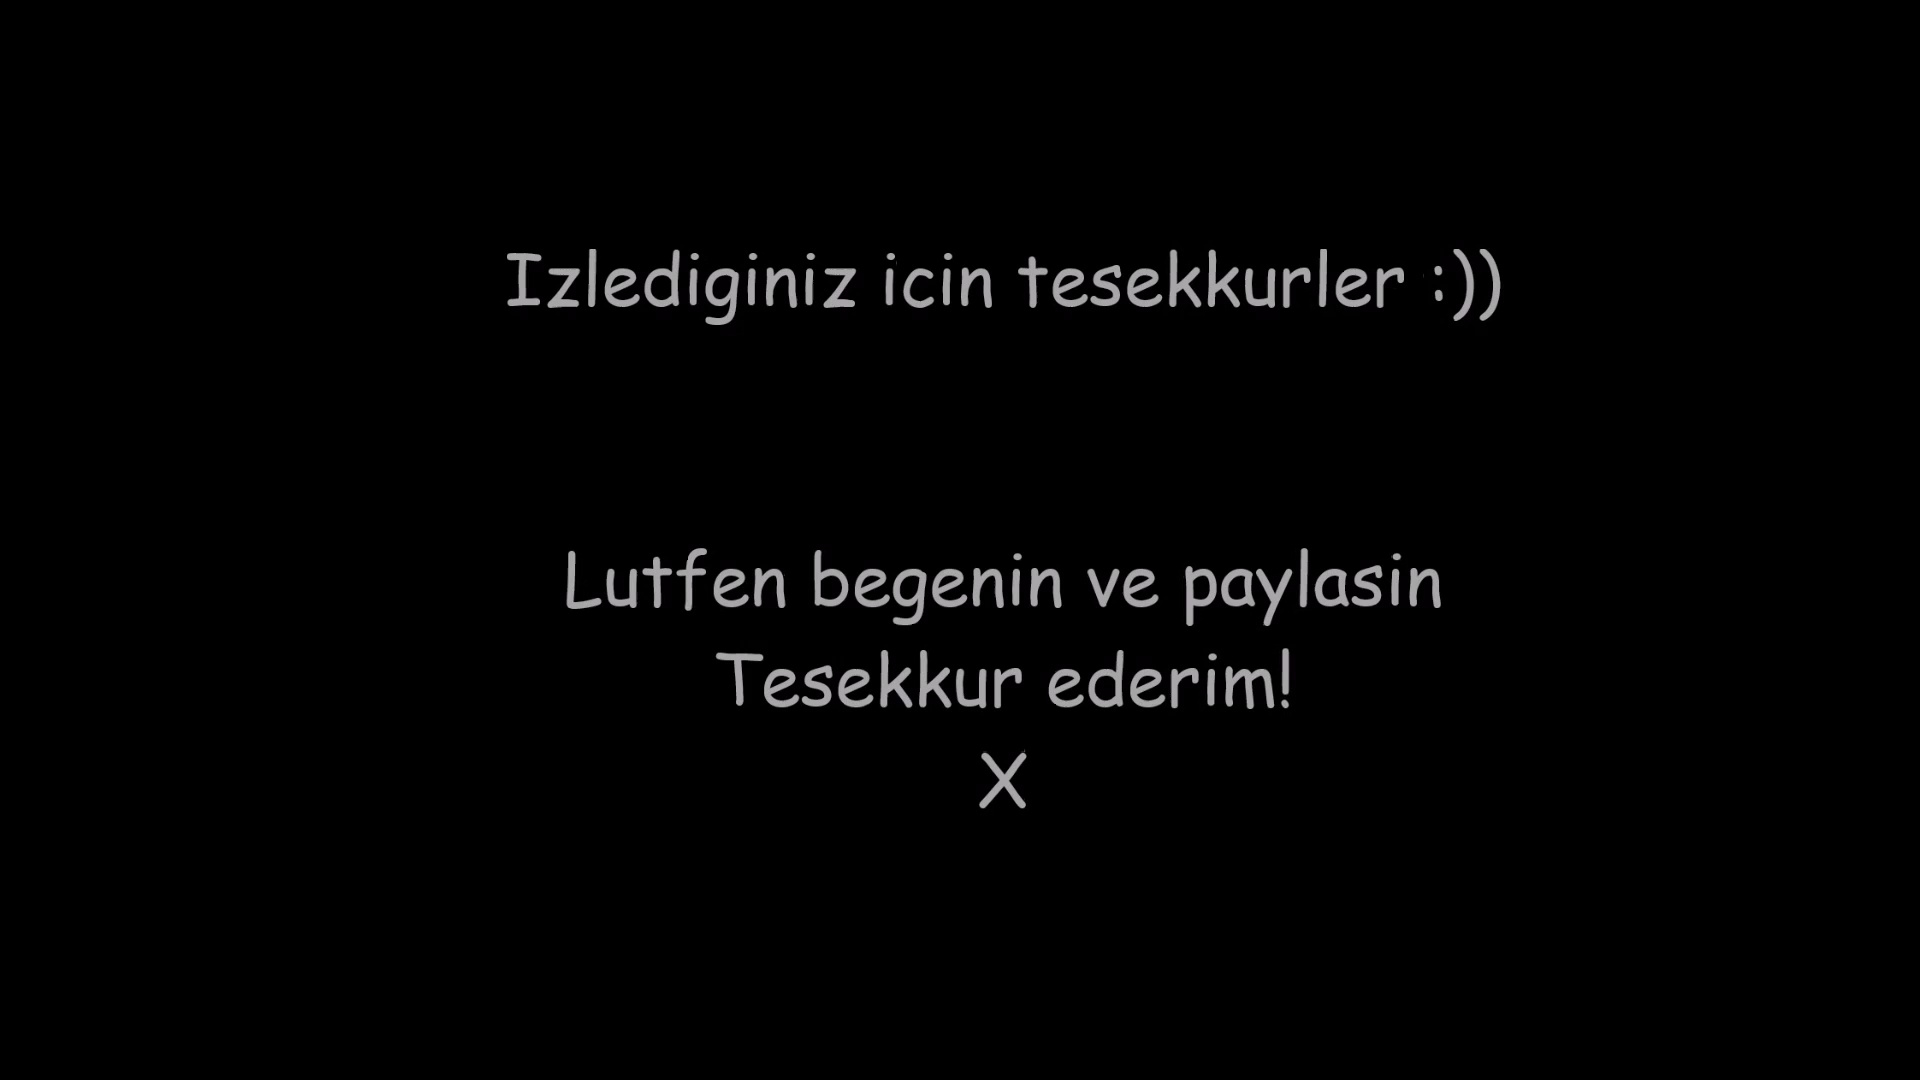 Izlediginiz icin tesekkurler :))
Lutfen begenin ve paylasin
Tesekkur ederim!
X